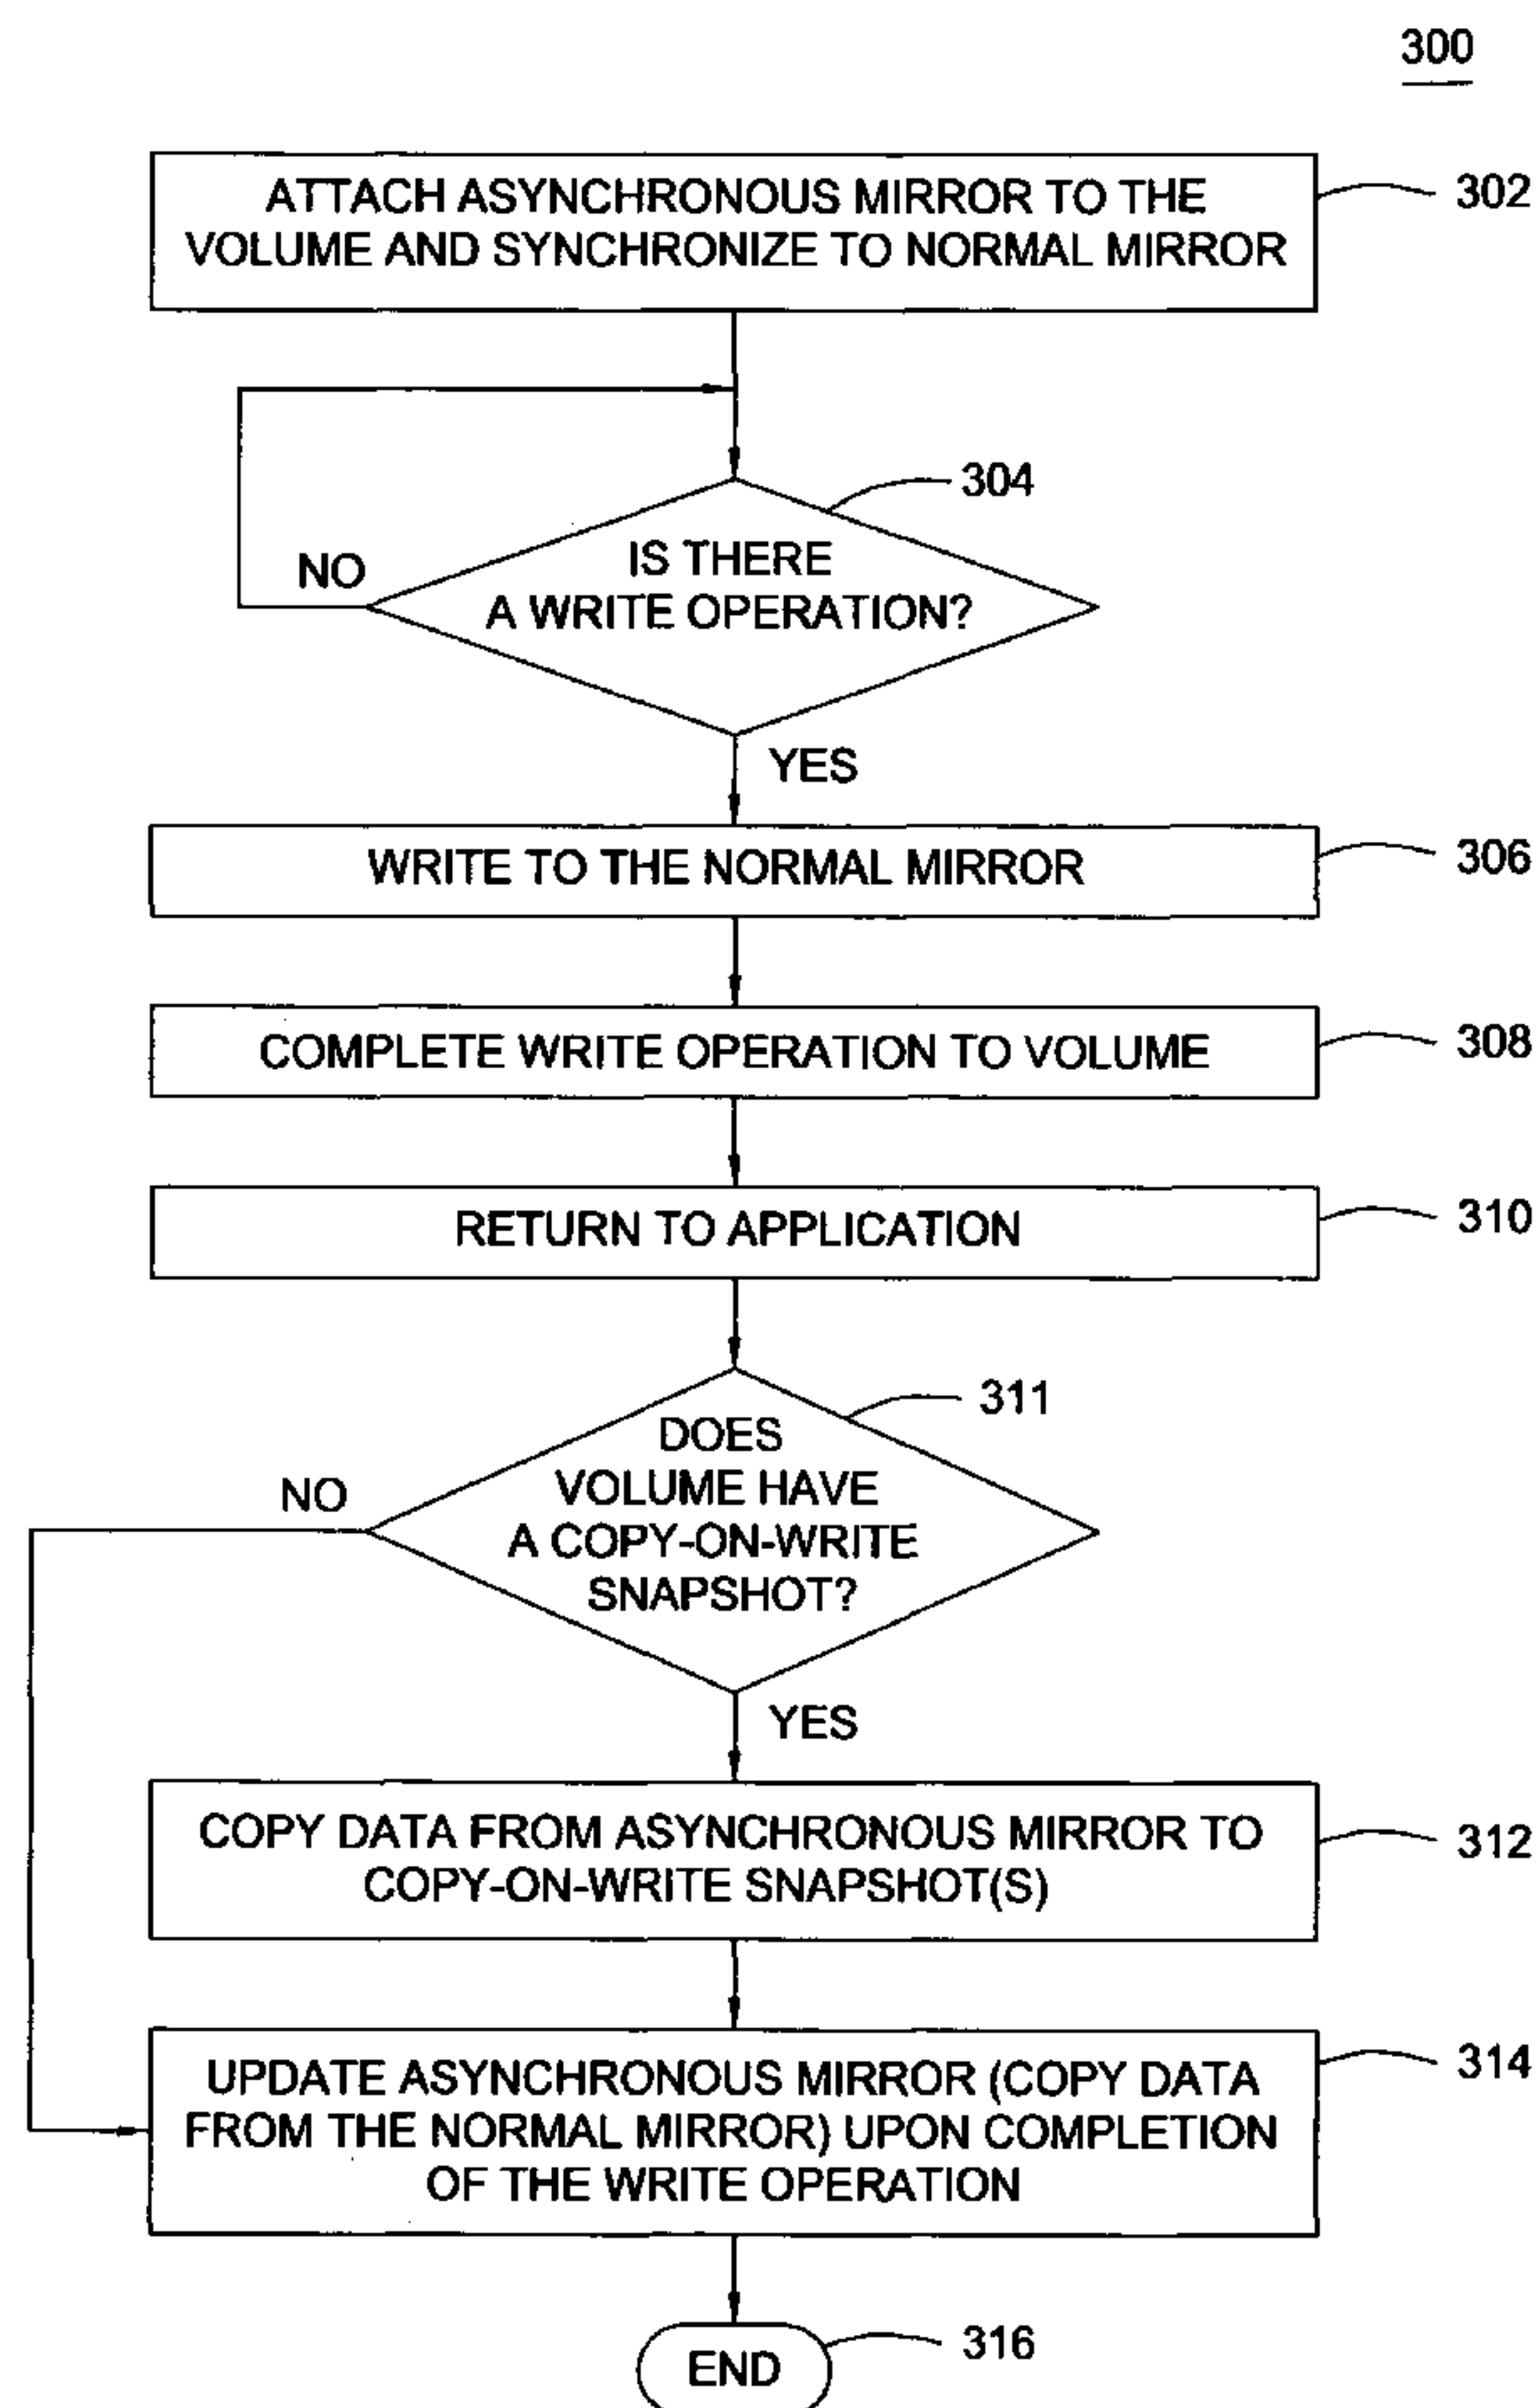 300
ATTACH ASYNCHRONOUS MIRROR TO THE
VOLUME AND SYNCHRONIZE TO NORMAL MIRROR
302
304
IS THERE
A WRITE OPERATION?
NO
YES
WRITE TO THE NORMAL MIRROR
306
COMPLETE WRITE OPERATION TO VOLUME
308
RETURN TO APPLICATION
310
311
DOES
VOLUME HAVE
A COPY-ON-WRITE
SNAPSHOT?
NO
YES
COPY DATA FROM ASYNCHRONOUS MIRROR TO
COPY-ON-WRITE SNAPSHOT(S)
312
UPDATE ASYNCHRONOUS MIRROR (COPY DATA
FROM THE NORMAL MIRROR) UPON COMPLETION
OF THE WRITE OPERATION
314
END
316